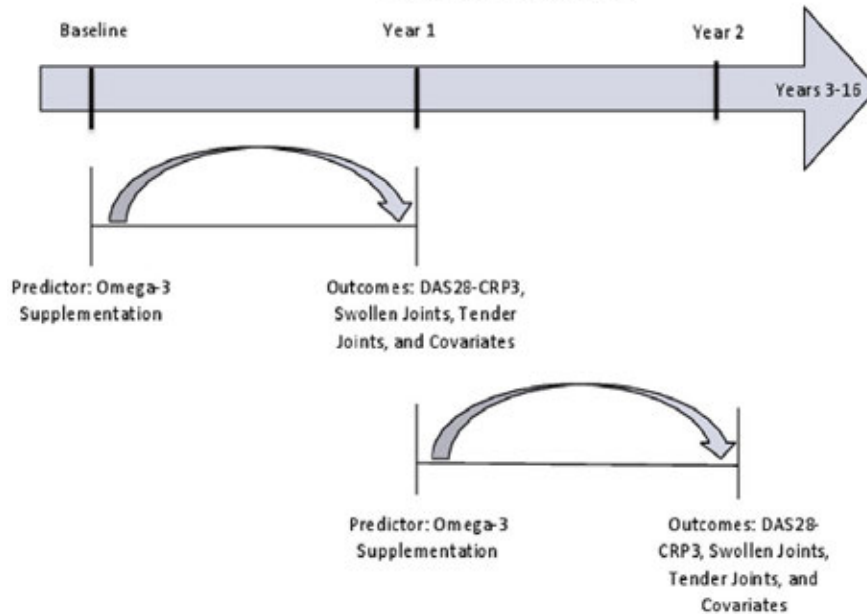 Baseline
Year 1
Year 2
Years 3-16
Predictor: Omega-3
Supplementation
Outcomes: DAS28-CRP3,
Swollen Joints, Tender
Joints, and Covariates
Predictor: Omega-3
Supplementation
Outcomes: DAS28-
CRP3, Swollen Joints,
Tender Joints, and
Covariates